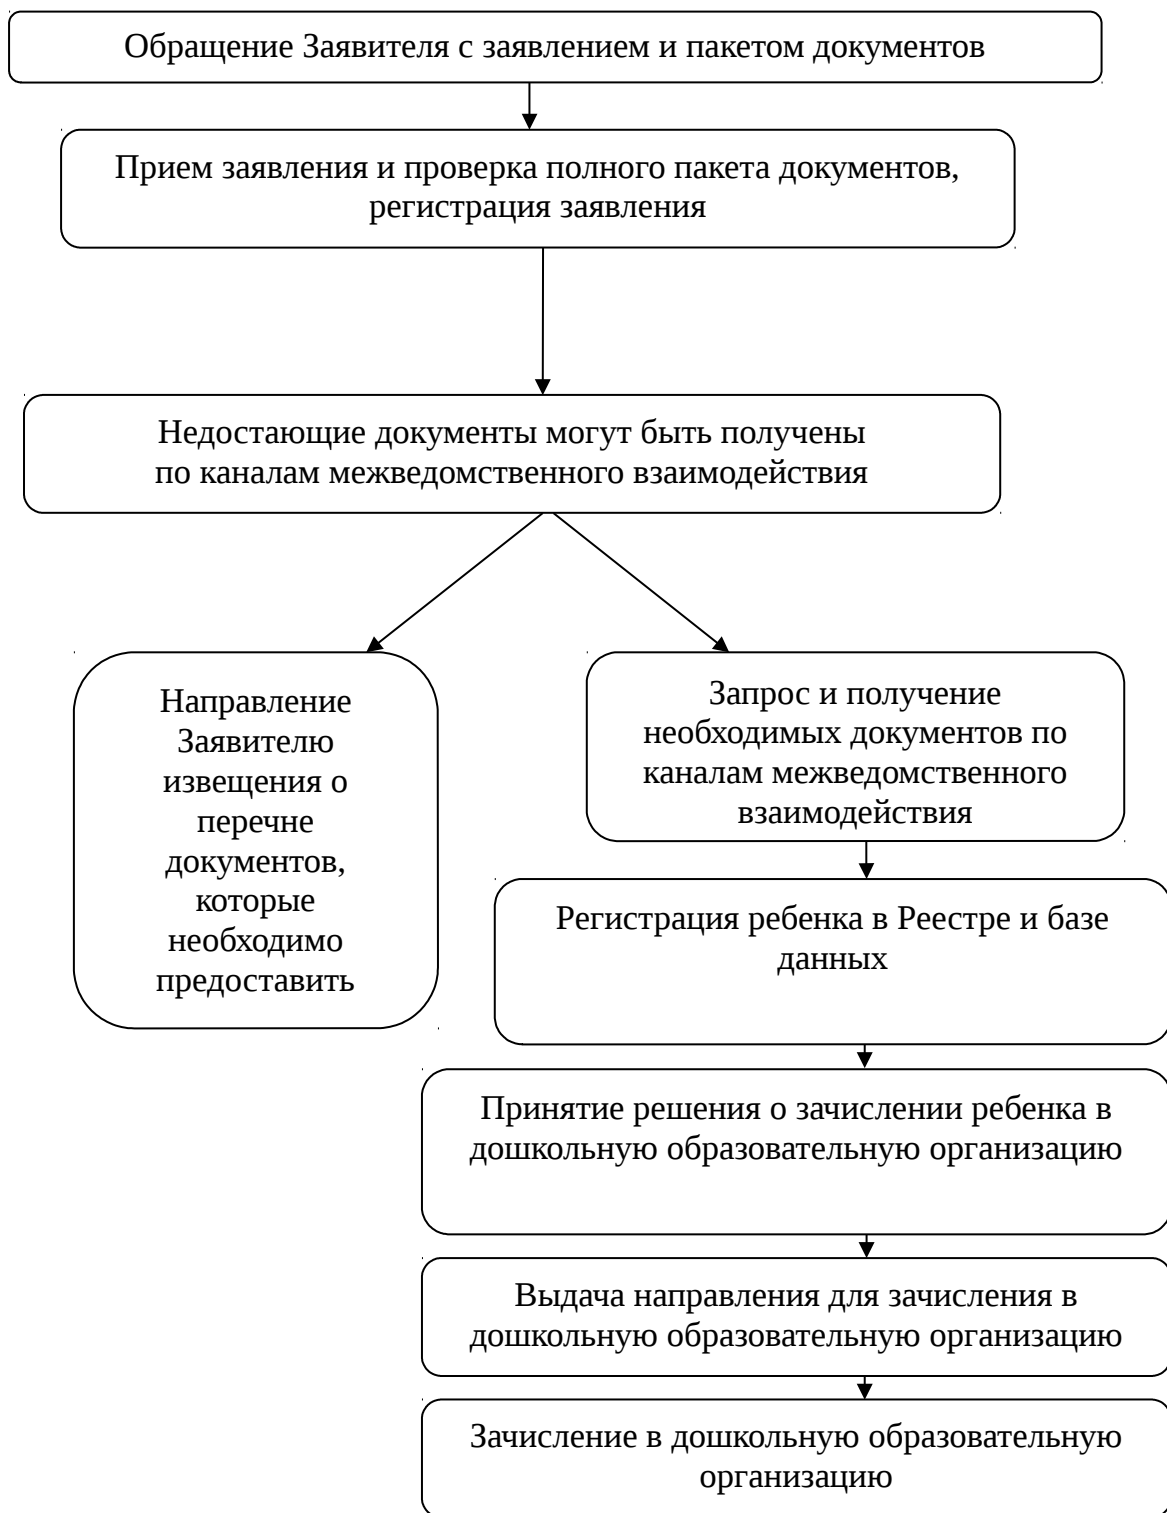 Обращение Заявителя с заявлением и пакетом документов
Прием заявления и проверка полного пакета документов,
регистрация заявления
Недостающие документы могут быть получены
по каналам межведомственного взаимодействия
Направление
Заявителю
извещения о
перечне
документов,
которые
необходимо
предоставить
Запрос и получение
необходимых документов по
каналам межведомственного
взаимодействия
Регистрация ребенка в Реестре и базе
данных
Принятие решения о зачислении ребенка в
дошкольную образовательную организацию
Выдача направления для зачисления в
дошкольную образовательную организацию
Зачисление в дошкольную образовательную
организацию